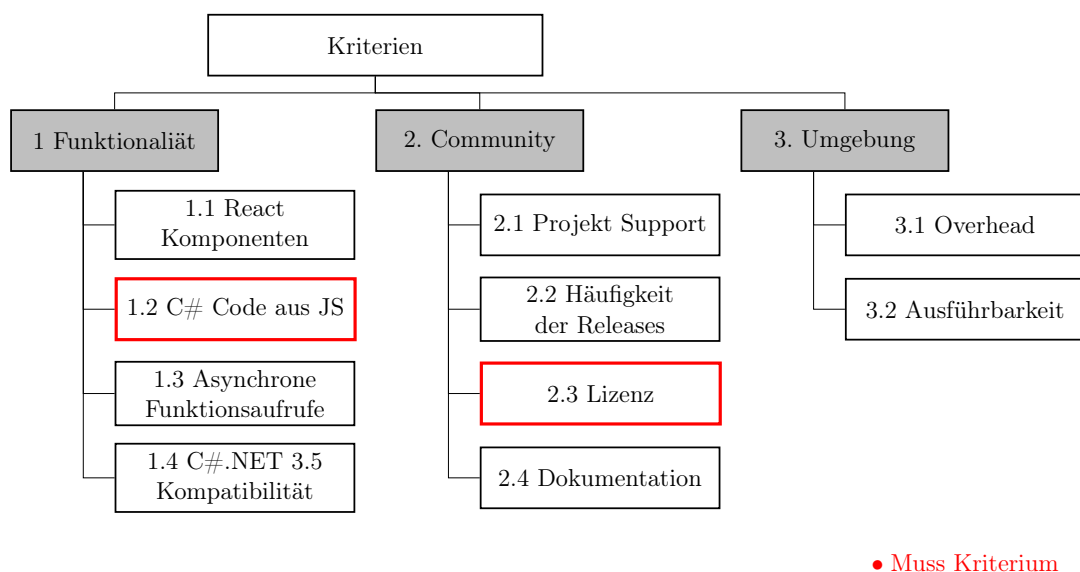 Kriterien
1 Funktionaliät
2. Community
3. Umgebung
1.1 React
Komponenten
1.2 C# Code aus JS
1.3 Asynchrone
Funktionsaufrufe
1.4 C#.NET 3.5
Kompatibilität
2.1 Projekt Support
2.2 Häufigkeit
der Releases
2.3 Lizenz
2.4 Dokumentation
3.1 Overhead
3.2 Ausführbarkeit
• Muss Kriterium